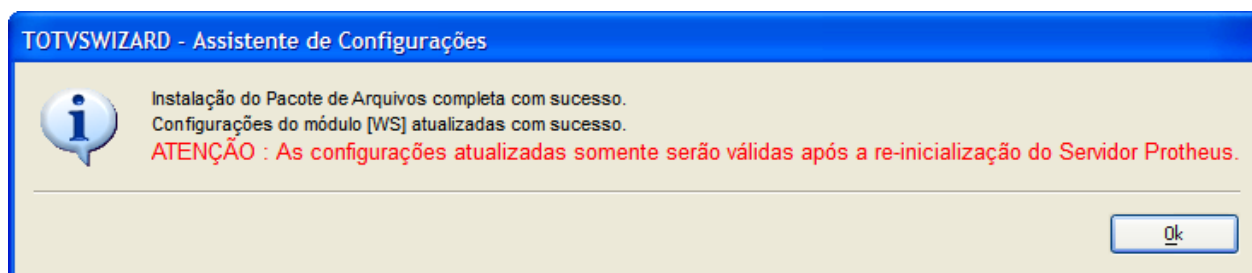 TOTVSWIZARD - Assistente de Configurações
Instalação do Pacote de Arquivos completa com sucesso.
Configurações do módulo [WS] atualizadas com sucesso.
ATENÇÃO : As configurações atualizadas somente serão válidas após a re-inicialização do Servidor Protheus.
Ok